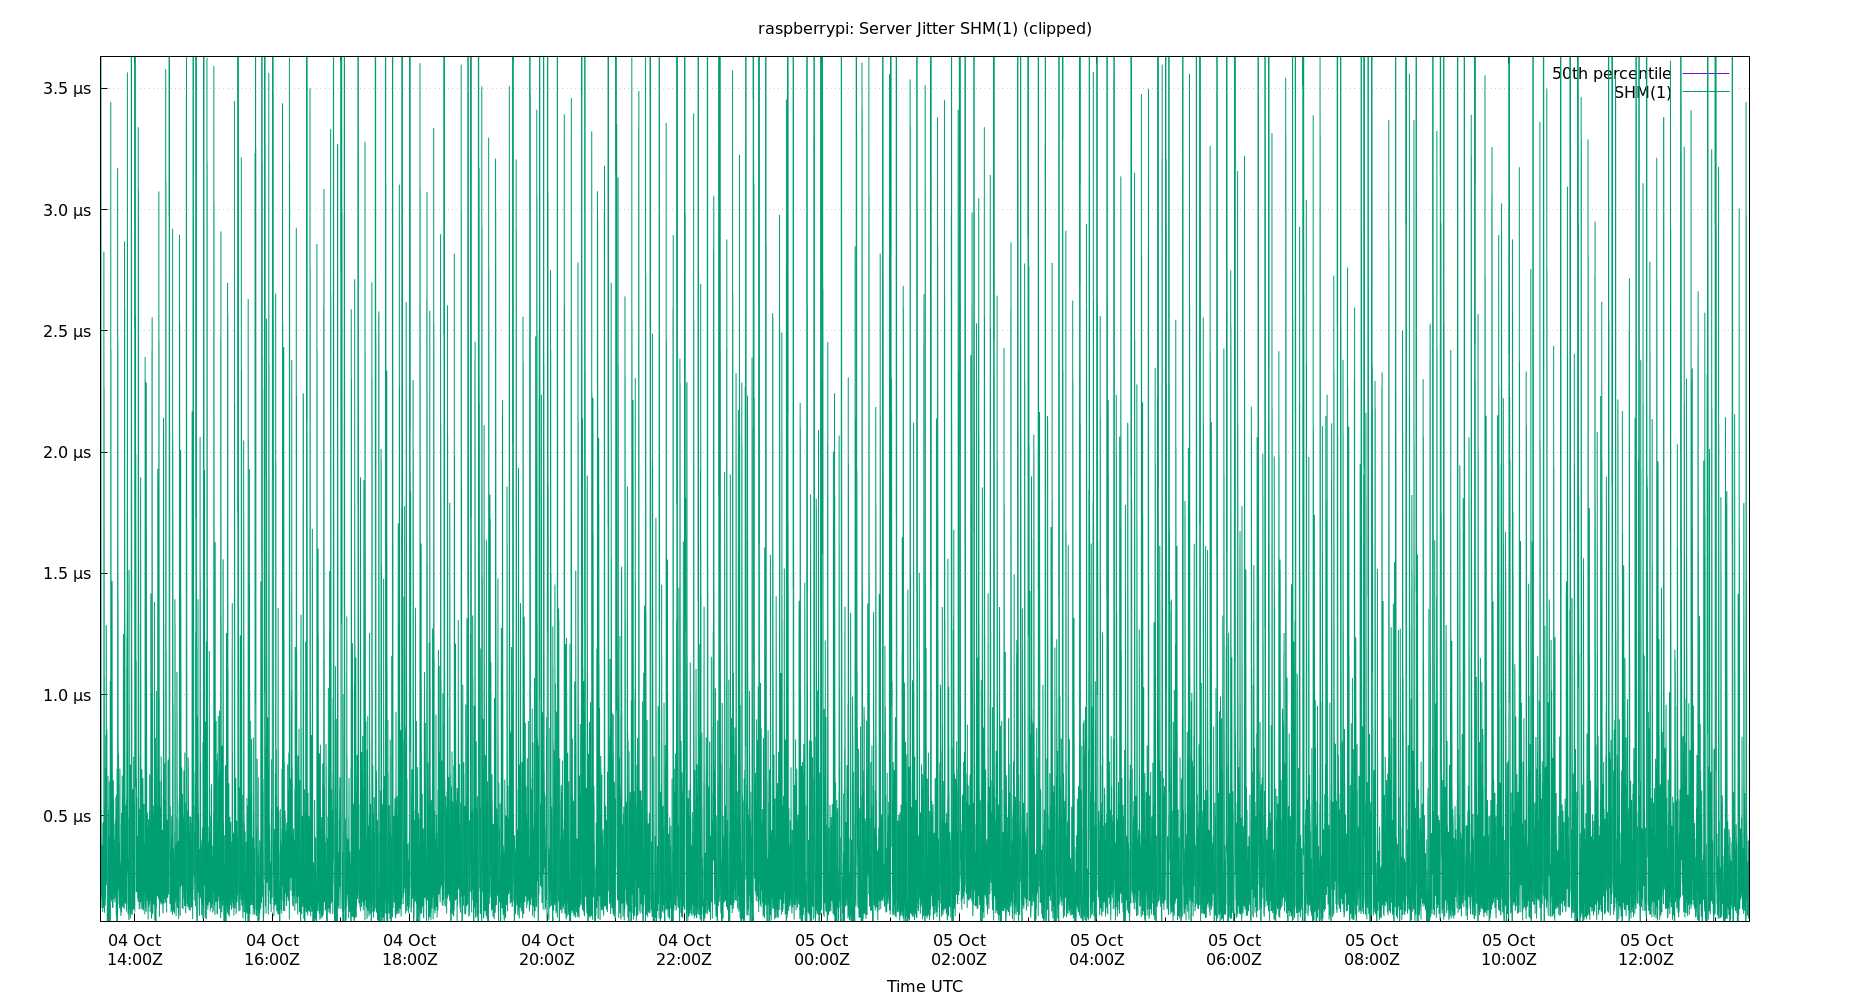 raspberrypi: Server Jitter SHM(1) (clipped)
50th percentile
SHM(1)
3.5 µs
3.0 µs
2.5 µs
2.0 µs
1.5 µs
1.0 µs
0.5 µs
04 Oct 04 Oct 04 Oct 04 Oct 04 Oct 05 Oct 05 Oct 05 Oct 05 Oct 05 Oct 05 Oct 05 Oct
14:00Z 16:00Z 18:00Z 20:00Z 22:00Z 00:00Z 02:00Z 04:00Z 06:00Z 08:00Z 10:00Z 12:00Z
Time UTC